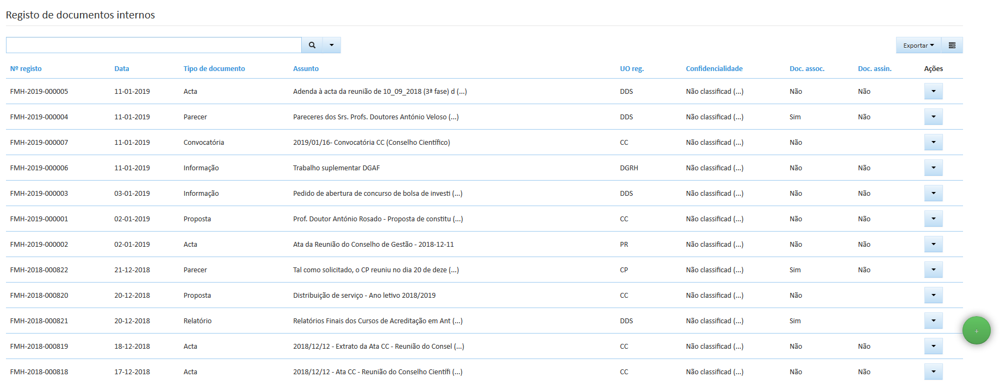 Registo de documentos internos
Exportar
Nº registo Data Tipo de documento Assunto UO reg. Confidencialidade Doc. assoc. Doc. assin. Ações
FMH-2019-000005 11-01-2019 Acta Adenda à acta da reunião de 10_09_2018 (3ª fase) d (...) DDS Não classificad (...) Não Não
FMH-2019-000004 11-01-2019 Parecer Pareceres dos Srs. Profs. Doutores António Veloso (...) DDS Não classificad (...) Sim Não
FMH-2019-000007 11-01-2019 Convocatória 2019/01/16- Convocatória CC (Conselho Científico) CC Não classificad (...) Não
FMH-2019-000006 11-01-2019 Informação Trabalho suplementar DGAF DGRH Não classificad (...) Não Não
FMH-2019-000003 03-01-2019 Informação Pedido de abertura de concurso de bolsa de investi (...) DDS Não classificad (...) Não Não
FMH-2019-000001 02-01-2019 Proposta Prof. Doutor António Rosado - Proposta de constitu (...) CC Não classificad (...) Não Não
FMH-2019-000002 02-01-2019 Acta Ata da Reunião do Conselho de Gestão - 2018-12-11 PR Não classificad (...) Não Não
FMH-2018-000822 21-12-2018 Parecer Tal como solicitado, o CP reuniu no dia 20 de deze (...) CP Não classificad (...) Sim Não
FMH-2018-000820 20-12-2018 Proposta Distribuição de serviço - Ano letivo 2018/2019 CC Não classificad (...) Não
FMH-2018-000821 20-12-2018 Relatório Relatórios Finais dos Cursos de Acreditação em Ant (...) DDS Não classificad (...) Sim
+
FMH-2018-000819 18-12-2018 Acta 2018/12/12 - Extrato da Ata CC - Reunião do Consel (...) CC Não classificad (...) Não Não
FMH-2018-000818 17-12-2018 Acta 2018/12/12 - Ata CC - Reunião do Conselho Científi (...) CC Não classificad (...) Não Não